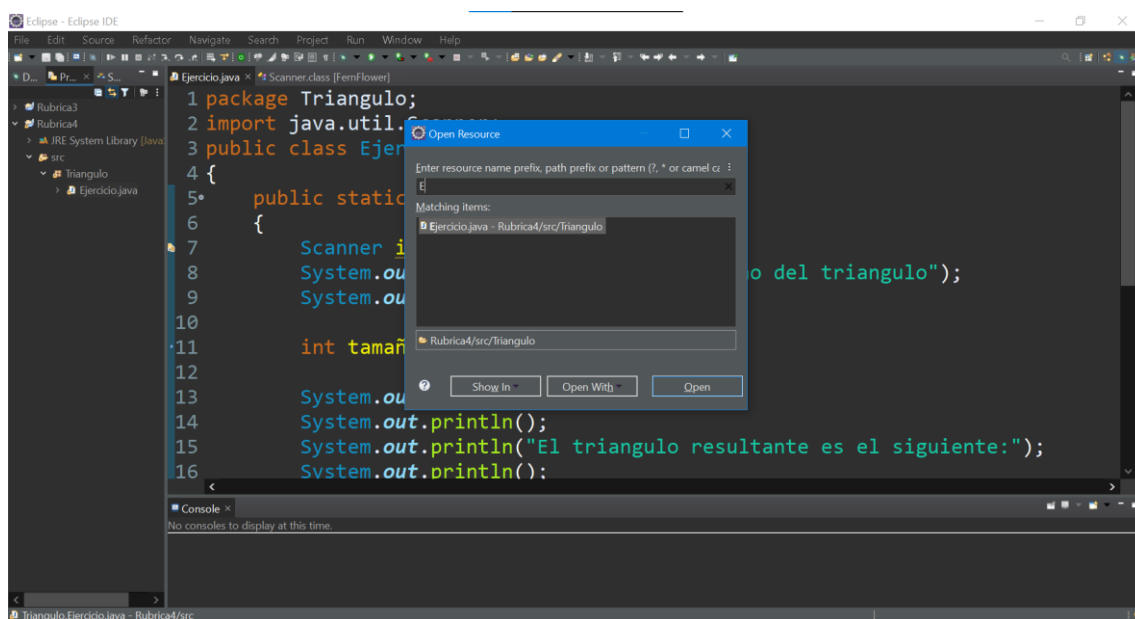 Eclipse - Eclipse IDE
File Edit Source Refactor Navigate Search Project Run Window Help
D... Pr... × S...
Ejercicio.java × Scanner.class [FernFlower]
Rubrica3
Rubrica4
JRE System Library [Java
src
Triangulo
Ejercicio.java
1 package Triangulo;
2 import java.util.
3 public class Ejer
4 {
5 public static
6 {
7 Scanner i
8 System.ou o del triangulo");
9 System.ou
10
11 int tamañ
12
13 System.ou
14 System.out.println();
15 System.out.println("El triangulo resultante es el siguiente:");
16 System.out.println();
Open Resource
Enter resource name prefix, path prefix or pattern (?, * or camel ca
E
Matching items:
Ejercicio.java - Rubrica4/src/Triangulo
Rubrica4/src/Triangulo
Show In Open With Open
Console ×
No consoles to display at this time.
Triangulo.Ejercicio.java - Rubrica4/src